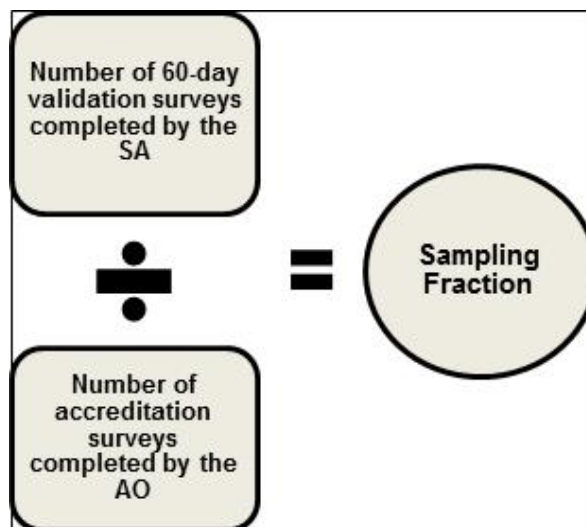 Number of 60-day
validation surveys
completed by the
SA
÷
=
Sampling
Fraction
Number of
accreditation
surveys
completed by the
AO